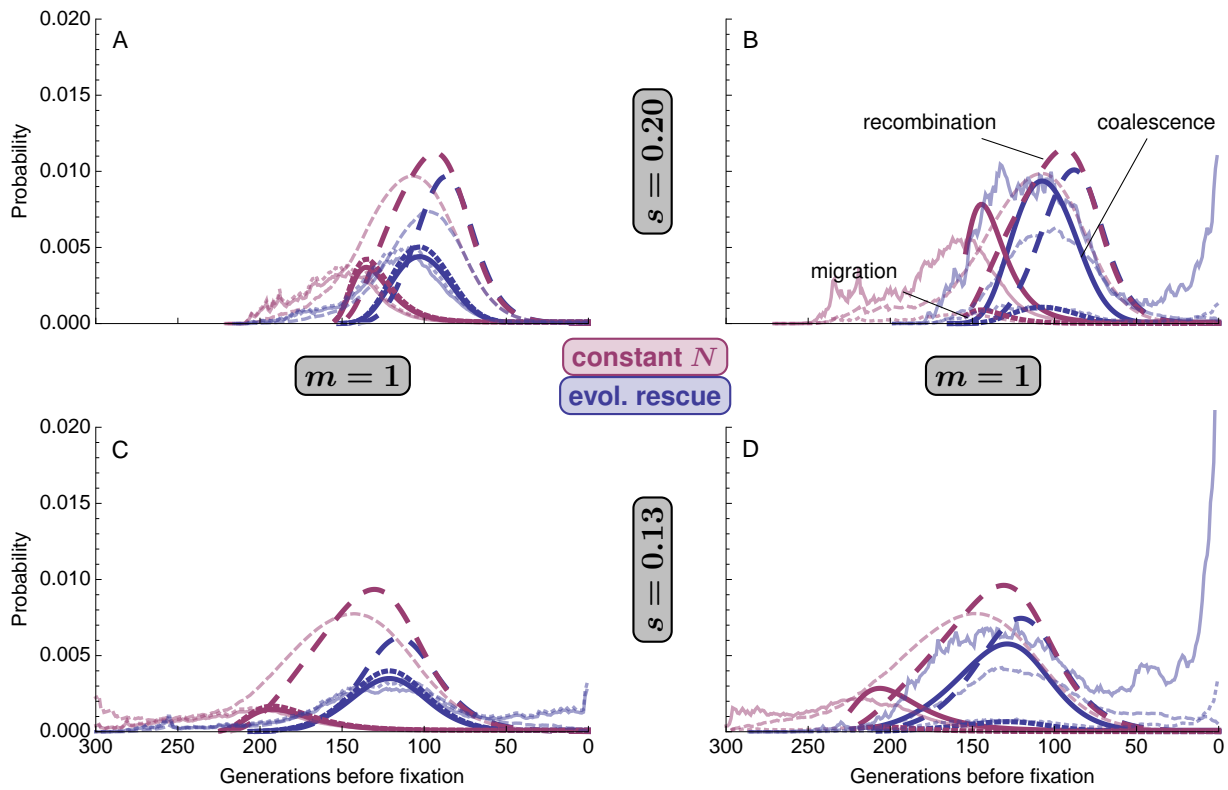 A
B
0.020
0.015
0.010
0.005
0.000
Probability
s = 0.20
recombination
coalescence
migration
m = 1
constant N
evol. rescue
m = 1
C
D
0.020
0.015
0.010
0.005
0.000
Probability
s = 0.13
300 250 200 150 100 50 0
300 250 200 150 100 50 0
Generations before fixation
Generations before fixation